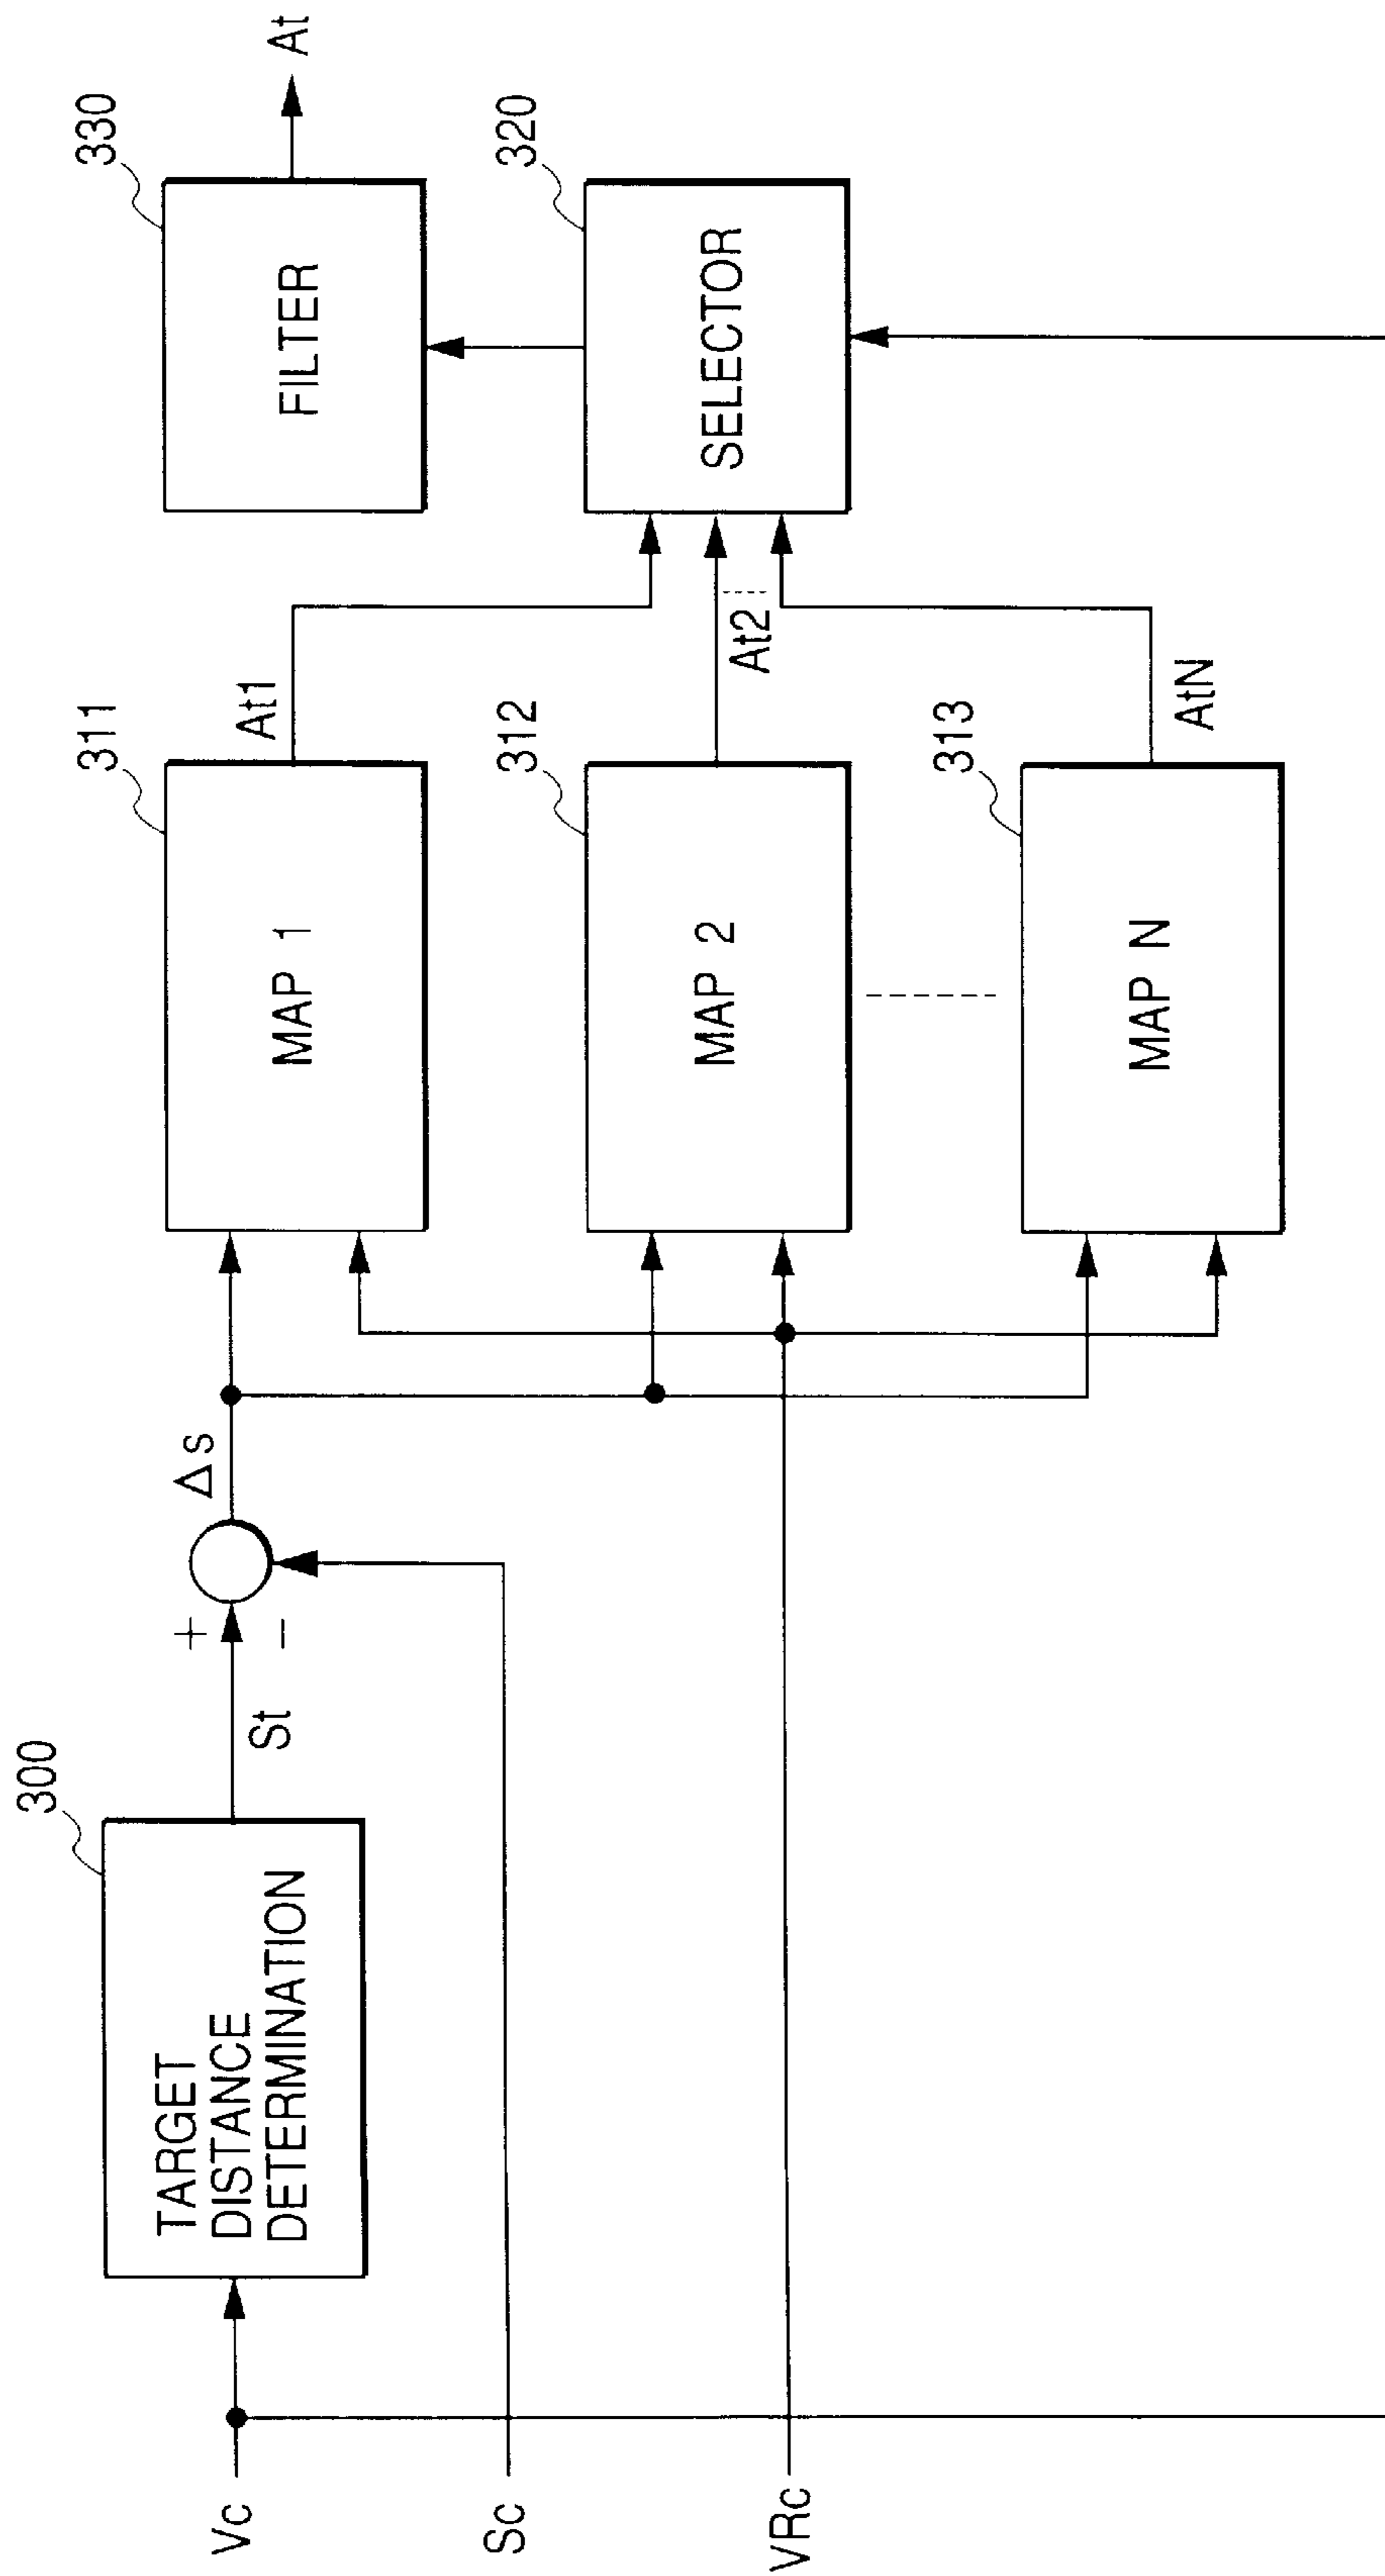 Vc
Sc
VRc
300
TARGET
DISTANCE
DETERMINATION
St
+
−
Δs
311
MAP 1
At1
312
MAP 2
At2
313
MAP N
AtN
320
SELECTOR
330
FILTER
At